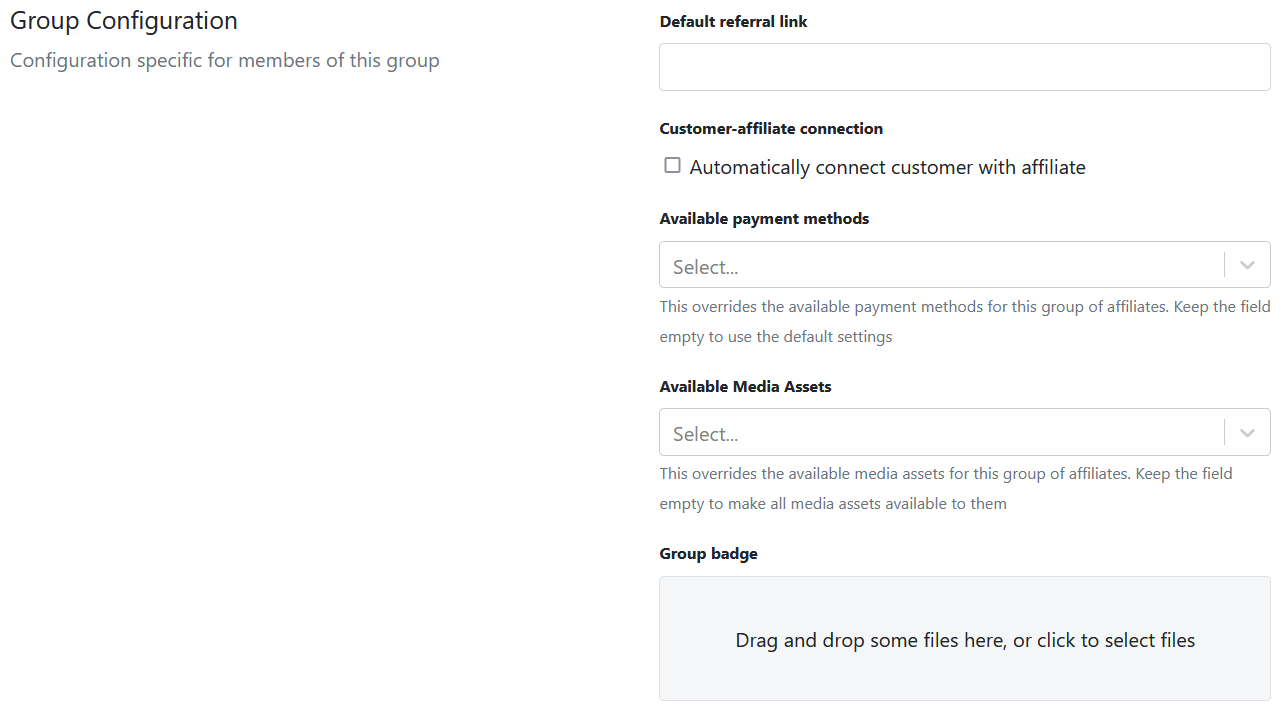 Group Configuration
Configuration specific for members of this group
Default referral link
Customer-affiliate connection
Automatically connect customer with affiliate
Available payment methods
Select...
This overrides the available payment methods for this group of affiliates. Keep the field
empty to use the default settings
Available Media Assets
Select...
This overrides the available media assets for this group of affiliates. Keep the field
empty to make all media assets available to them
Group badge
Drag and drop some files here, or click to select files